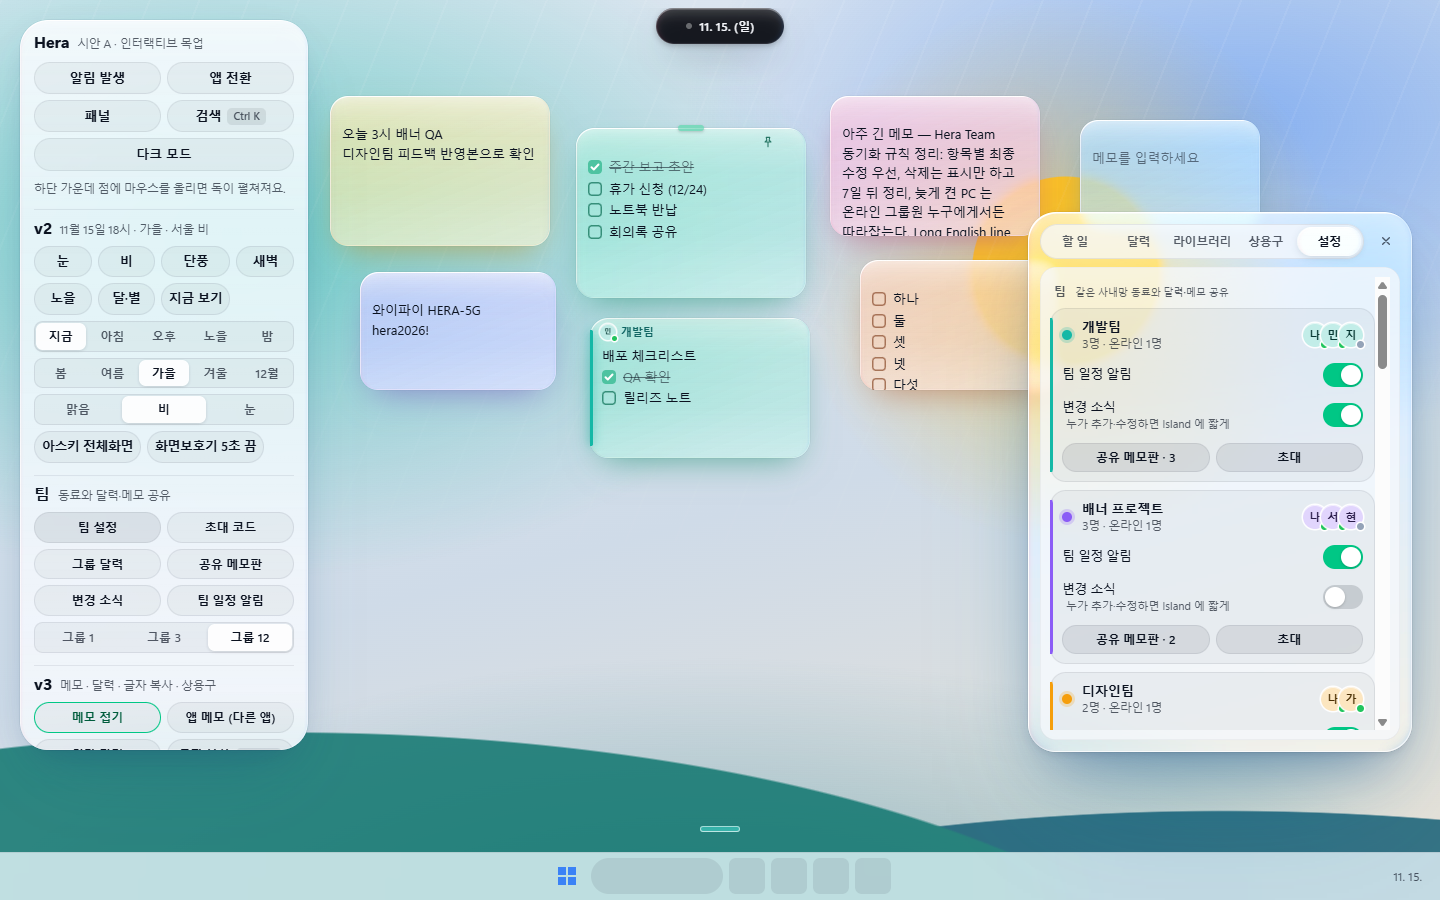 Hera 시안 A · 인터랙티브 목업
알림 발생
앱 전환
패널
검색 Ctrl K
다크 모드
하단 가운데 점에 마우스를 올리면 독이 펼쳐져요.
v2 11월 15일 18시 · 가을 · 서울 비
눈
비
단풍
새벽
노을
달·별
지금 보기
지금
아침
오후
노을
밤
봄
여름
가을
겨울
12월
맑음
비
눈
아스키 전체화면
화면보호기 5초 끔
팀 동료와 달력·메모 공유
팀 설정
초대 코드
그룹 달력
공유 메모판
변경 소식
팀 일정 알림
그룹 1
그룹 3
그룹 12
v3 메모 · 달력 · 글자 복사 · 상용구
메모 접기
앱 메모 (다른 앱)
11. 15. (일)
오늘 3시 배너 QA
디자인팀 피드백 반영본으로 확인
와이파이 HERA-5G
hera2026!
주간 보고 초안
휴가 신청 (12/24)
노트북 반납
회의록 공유
민 개발팀
배포 체크리스트
QA 확인
릴리즈 노트
아주 긴 메모 — Hera Team
동기화 규칙 정리: 항목별 최종
수정 우선, 삭제는 표시만 하고
7일 뒤 정리, 늦게 켠 PC 는
온라인 그룹원 누구에게서든
따라잡는다. Long English line
하나
둘
셋
넷
다섯
메모를 입력하세요
할 일
달력
라이브러리
상용구
설정
팀 같은 사내망 동료와 달력·메모 공유
개발팀
3명 · 온라인 1명
나 민 지
팀 일정 알림
변경 소식
누가 추가·수정하면 Island 에 짧게
공유 메모판 · 3
초대
배너 프로젝트
3명 · 온라인 1명
나 서 현
팀 일정 알림
변경 소식
누가 추가·수정하면 Island 에 짧게
공유 메모판 · 2
초대
디자인팀
2명 · 온라인 1명
나 가
11. 15.